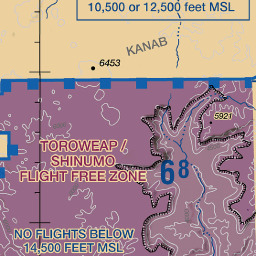 10,500 or 12,500 feet MSL
KANAB
6453
5921
TOROWEAP /
SHINUMO
FLIGHT FREE ZONE
68
NO FLIGHTS BELOW
14,500 FEET MSL